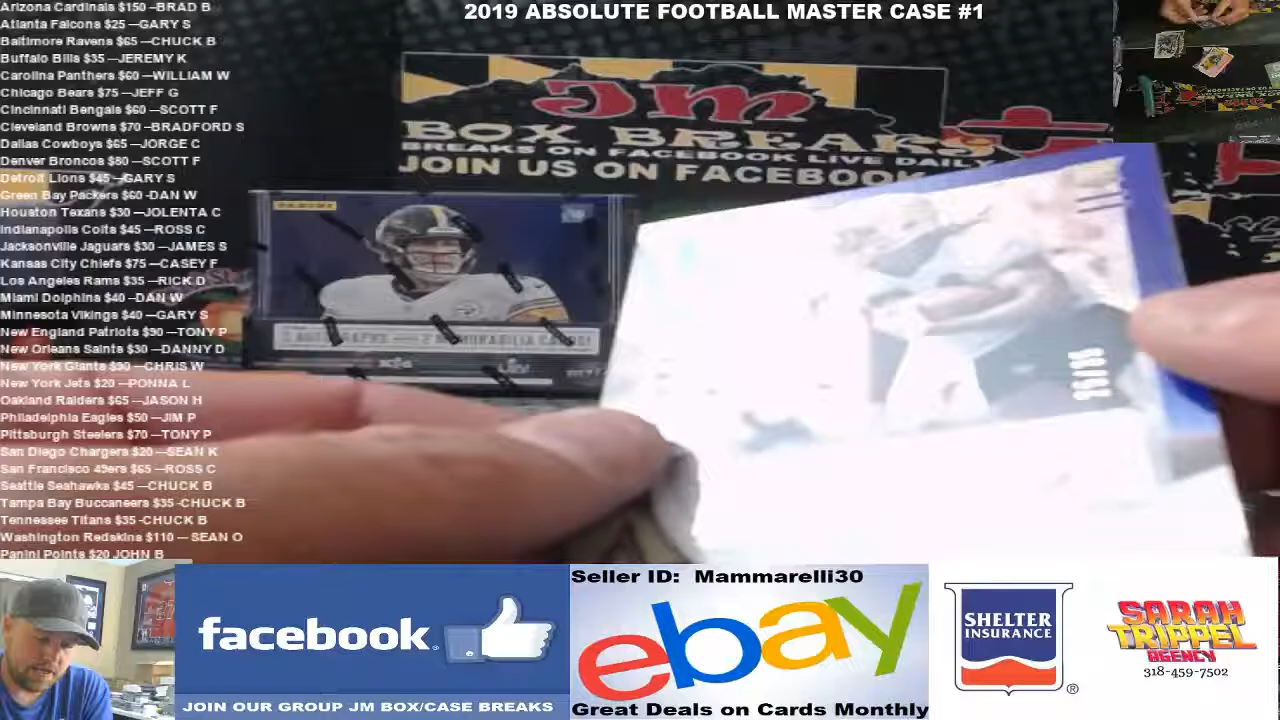 2019 ABSOLUTE FOOTBALL MASTER CASE #1
Arizona Cardinals $150 --BRAD B
Atlanta Falcons $25 --GARY S
Baltimore Ravens $65 --CHUCK B
Buffalo Bills $35 --JEREMY K
Carolina Panthers $60 --WILLIAM W
Chicago Bears $75 --JEFF G
Cincinnati Bengals $60 --SCOTT F
Cleveland Browns $70 --BRADFORD S
Dallas Cowboys $65 --JORGE C
Denver Broncos $80 --SCOTT F
Detroit Lions $45 --GARY S
Green Bay Packers $60 -DAN W
Houston Texans $30 --JOLENTA C
Indianapolis Colts $45 --ROSS C
Jacksonville Jaguars $30 --JAMES S
Kansas City Chiefs $75 --CASEY F
Los Angeles Rams $35 --RICK D
Miami Dolphins $40 --DAN W
Minnesota Vikings $40 --GARY S
New England Patriots $90 --TONY P
New Orleans Saints $30 --DANNY D
New York Giants $90 --CHRIS W
New York Jets $20 --PONNA L
Oakland Raiders $65 --JASON H
Philadelphia Eagles $50 --JIM P
Pittsburgh Steelers $70 --TONY P
San Diego Chargers $20 --SEAN K
San Francisco 49ers $65 --ROSS C
Seattle Seahawks $45 --CHUCK B
Tampa Bay Buccaneers $35 -CHUCK B
Tennessee Titans $35 -CHUCK B
Washington Redskins $110 -- SEAN O
Panini Points $20 JOHN B
JM
BOX BREAKS
BREAKS ON FACEBOOK LIVE DAILY
JOIN US ON FACEBOOK
PANINI
facebook
JOIN OUR GROUP JM BOX/CASE BREAKS
Seller ID: Mammarelli30
ebay
Great Deals on Cards Monthly
SHELTER
INSURANCE
®
SARAH
TRIPPEL
AGENCY
318-459-7502